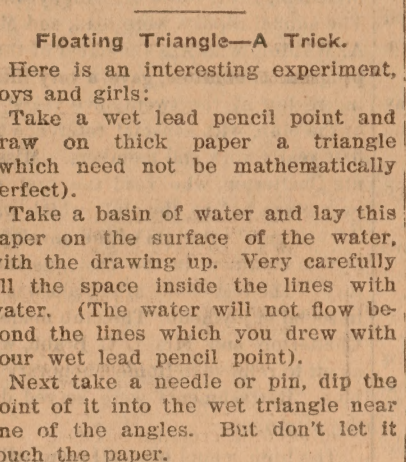 Floating Triangle—A Trick.
Here is an interesting experiment,
oys and girls:
Take a wet lead pencil point and
raw on thick paper a triangle
which need not be mathematically
erfect).
Take a basin of water and lay this
aper on the surface of the water,
ith the drawing up. Very carefully
ll the space inside the lines with
ater. (The water will not flow be-
ond the lines which you drew with
our wet lead pencil point).
Next take a needle or pin, dip the
oint of it into the wet triangle near
ne of the angles. But don't let it
ouch the paper.